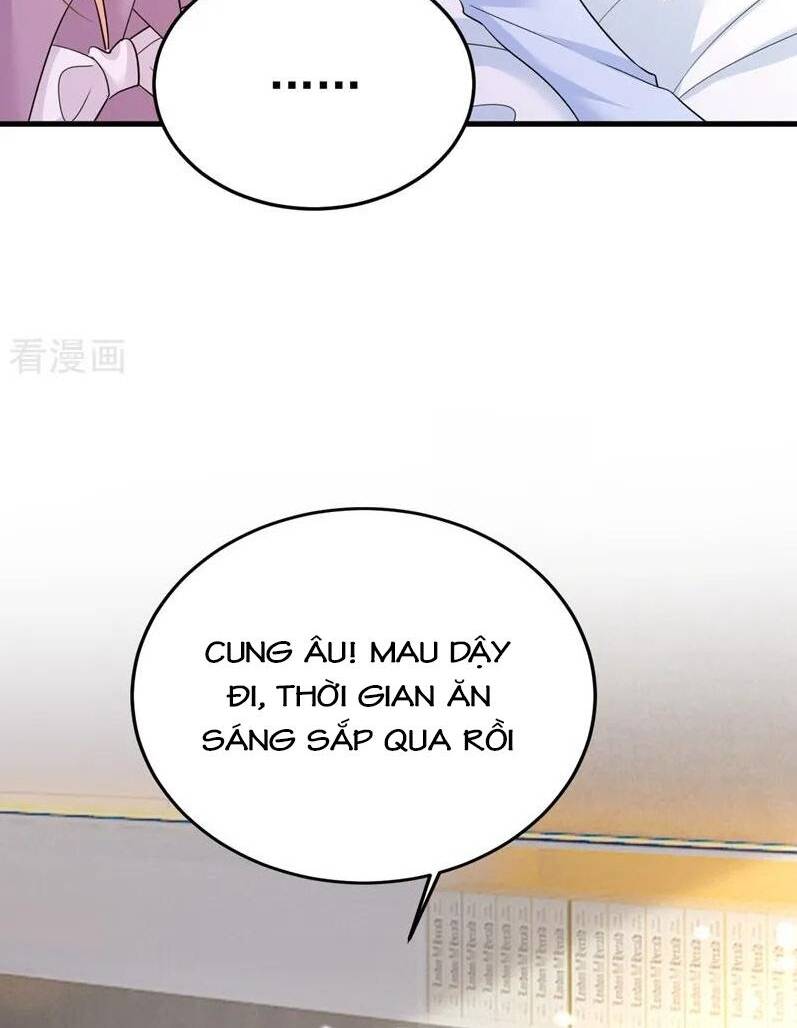 ......
看漫画
CUNG ÂU! MAU DẬY
ĐI, THỜI GIAN ĂN
SÁNG SẮP QUA RỒI